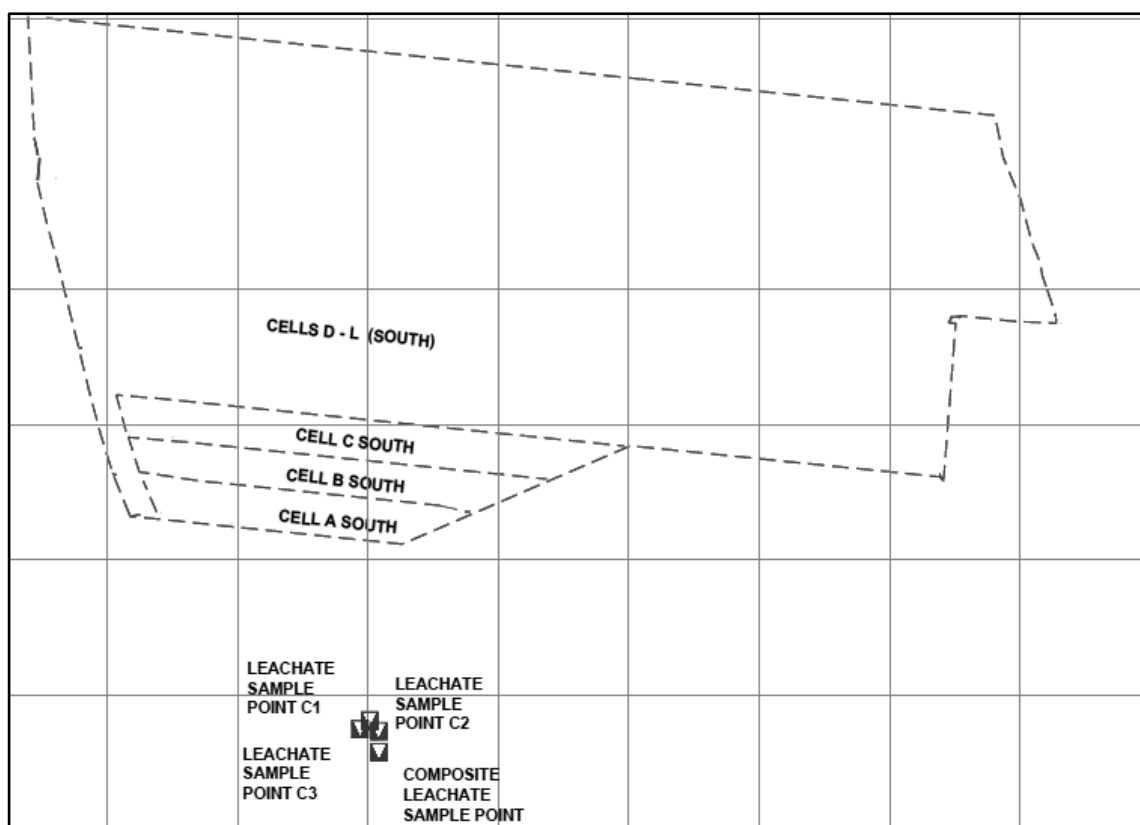 CELLS D - L (SOUTH)
CELL C SOUTH
CELL B SOUTH
CELL A SOUTH
LEACHATE
SAMPLE
POINT C1
LEACHATE
SAMPLE
POINT C2
LEACHATE
SAMPLE
POINT C3
COMPOSITE
LEACHATE
SAMPLE POINT